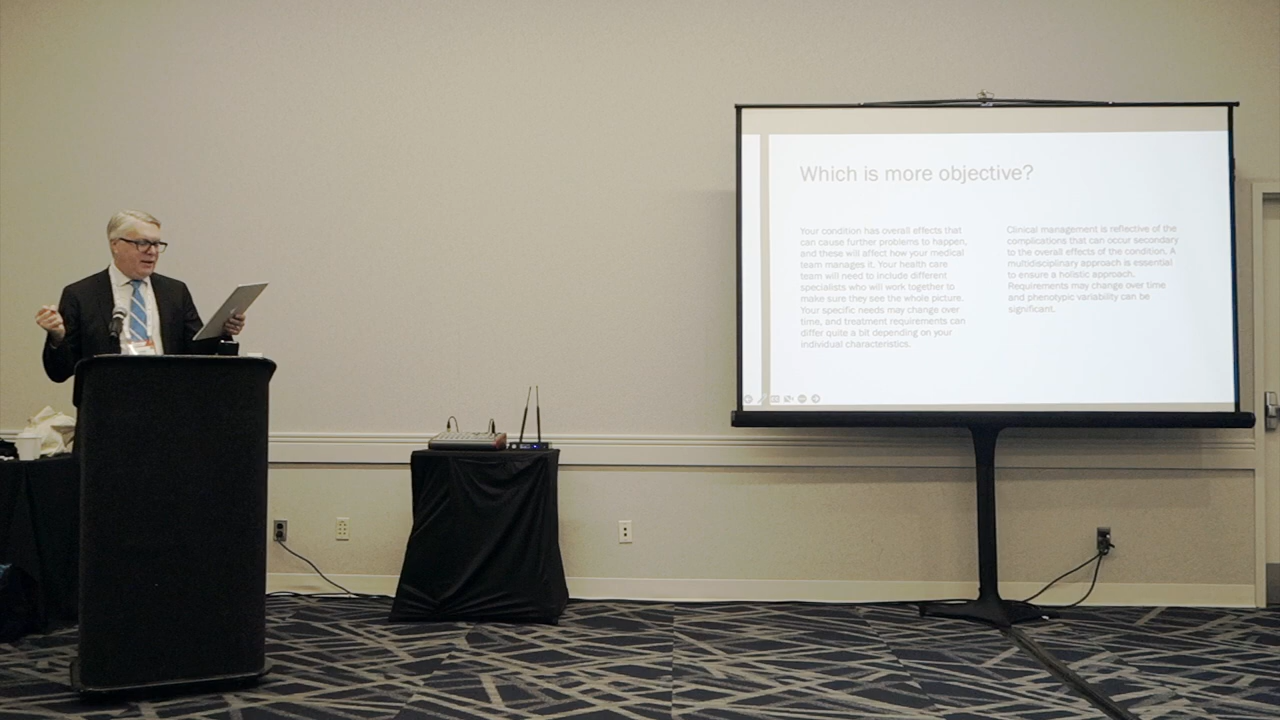 Which is more objective?
Your condition has overall effects that
can cause further problems to happen,
and these will affect how your medical
team manages it. Your health care
team will need to include different
specialists who will work together to
make sure they see the whole picture.
Your specific needs may change over
time, and treatment requirements can
differ quite a bit depending on your
individual characteristics.
Clinical management is reflective of the
complications that can occur secondary
to the overall effects of the condition. A
multidisciplinary approach is essential
to ensure a holistic approach.
Requirements may change over time
and phenotypic variability can be
significant.